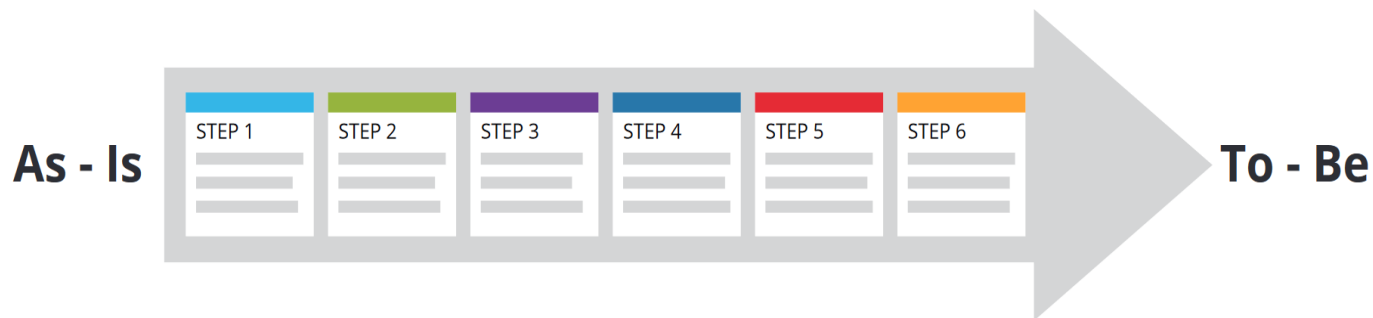 As - Is
STEP 1
STEP 2
STEP 3
STEP 4
STEP 5
STEP 6
To - Be